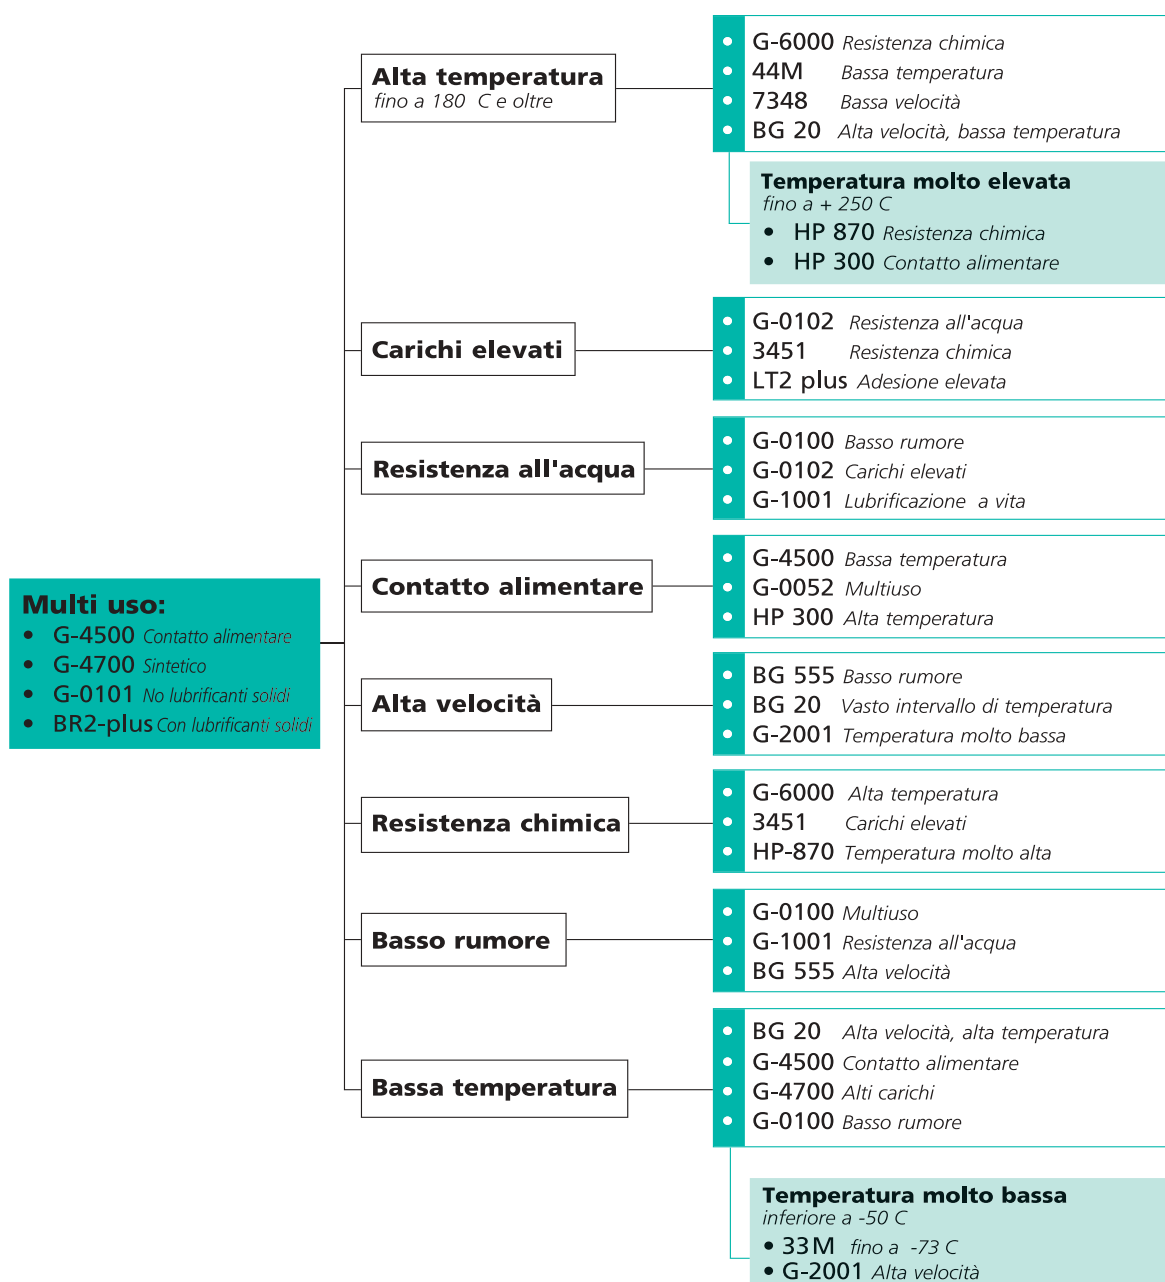 Multi uso:
• G-4500 Contatto alimentare
• G-4700 Sintetico
• G-0101 No lubrificanti solidi
• BR2-plus Con lubrificanti solidi
Alta temperatura
fino a 180 C e oltre
• G-6000 Resistenza chimica
• 44M Bassa temperatura
• 7348 Bassa velocità
• BG 20 Alta velocità, bassa temperatura
Temperatura molto elevata
fino a + 250 C
• HP 870 Resistenza chimica
• HP 300 Contatto alimentare
Carichi elevati
• G-0102 Resistenza all'acqua
• 3451 Resistenza chimica
• LT2 plus Adesione elevata
Resistenza all'acqua
• G-0100 Basso rumore
• G-0102 Carichi elevati
• G-1001 Lubrificazione a vita
Contatto alimentare
• G-4500 Bassa temperatura
• G-0052 Multiuso
• HP 300 Alta temperatura
Alta velocità
• BG 555 Basso rumore
• BG 20 Vasto intervallo di temperatura
• G-2001 Temperatura molto bassa
Resistenza chimica
• G-6000 Alta temperatura
• 3451 Carichi elevati
• HP-870 Temperatura molto alta
Basso rumore
• G-0100 Multiuso
• G-1001 Resistenza all'acqua
• BG 555 Alta velocità
Bassa temperatura
• BG 20 Alta velocità, alta temperatura
• G-4500 Contatto alimentare
• G-4700 Alti carichi
• G-0100 Basso rumore
Temperatura molto bassa
inferiore a -50 C
• 33M fino a -73 C
• G-2001 Alta velocità